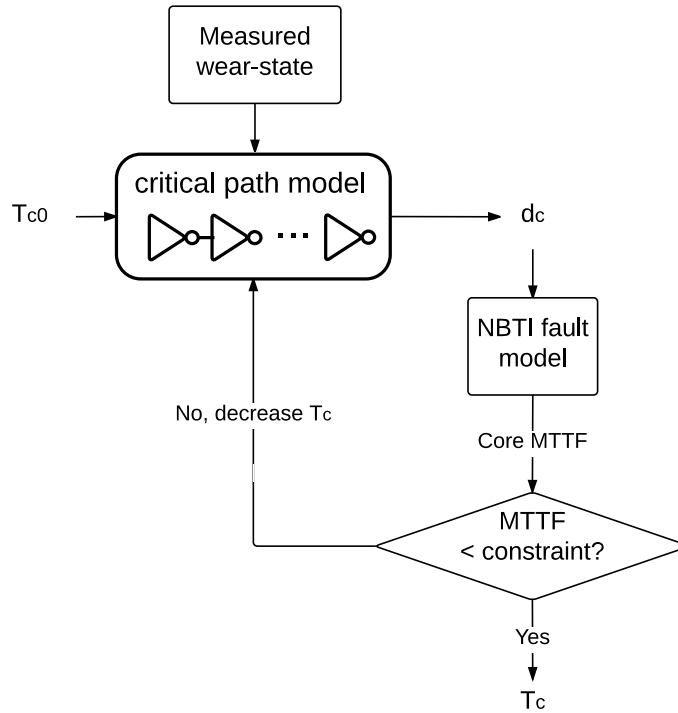 Measured
wear-state
critical path model
Tc0
...
dc
NBTI fault
model
No, decrease Tc
Core MTTF
MTTF
< constraint?
Yes
Tc